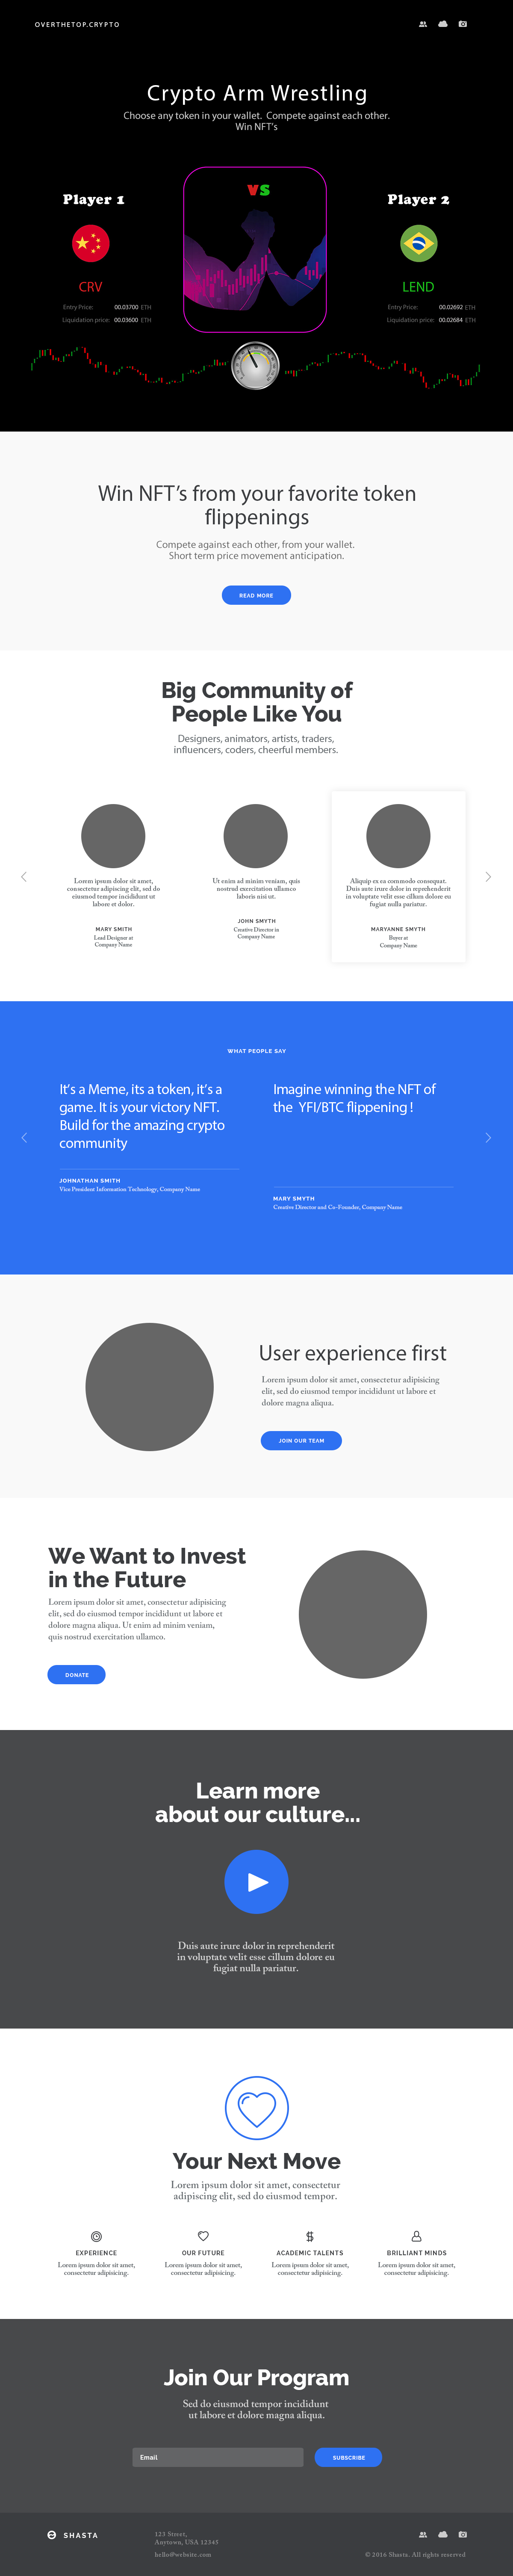 OVERTHETOP.CRYPTO
Crypto Arm Wrestling
Choose any token in your wallet. Compete against each other.
Win NFT's
Player 1
VS
Player 2
CRV
LEND
Entry Price: 00.03700 ETH
Liquidation price: 00.03600 ETH
Entry Price: 00.02692 ETH
Liquidation price: 00.02684 ETH
Win NFT's from your favorite token
flippenings
Compete against each other, from your wallet.
Short term price movement anticipation.
READ MORE
Big Community of
People Like You
Designers, animators, artists, traders,
influencers, coders, cheerful members.
Lorem ipsum dolor sit amet,
consectetur adipiscing elit, sed do
eiusmod tempor incididunt ut
labore et dolor.
MARY SMITH
Lead Designer at
Company Name
Ut enim ad minim veniam, quis
nostrud exercitation ullamco
laboris nisi ut.
JOHN SMYTH
Creative Director in
Company Name
Aliquip ex ea commodo consequat.
Duis aute irure dolor in reprehenderit
in voluptate velit esse cillum dolore eu
fugiat nulla pariatur.
MARYANNE SMYTH
Buyer at
Company Name
WHAT PEOPLE SAY
It's a Meme, its a token, it's a
game. It is your victory NFT.
Build for the amazing crypto
community
JOHNATHAN SMITH
Vice President Information Technology, Company Name
Imagine winning the NFT of
the YFI/BTC flippening !
MARY SMYTH
Creative Director and Co-Founder, Company Name
User experience first
Lorem ipsum dolor sit amet, consectetur adipisicing
elit, sed do eiusmod tempor incididunt ut labore et
dolore magna aliqua.
JOIN OUR TEAM
We Want to Invest
in the Future
Lorem ipsum dolor sit amet, consectetur adipisicing
elit, sed do eiusmod tempor incididunt ut labore et
dolore magna aliqua. Ut enim ad minim veniam,
quis nostrud exercitation ullamco.
DONATE
Learn more
about our culture...
Duis aute irure dolor in reprehenderit
in voluptate velit esse cillum dolore eu
fugiat nulla pariatur.
Your Next Move
Lorem ipsum dolor sit amet, consectetur
adipiscing elit, sed do eiusmod tempor.
EXPERIENCE
Lorem ipsum dolor sit amet,
consectetur adipisicing.
OUR FUTURE
Lorem ipsum dolor sit amet,
consectetur adipisicing.
ACADEMIC TALENTS
Lorem ipsum dolor sit amet,
consectetur adipisicing.
BRILLIANT MINDS
Lorem ipsum dolor sit amet,
consectetur adipisicing.
Join Our Program
Sed do eiusmod tempor incididunt
ut labore et dolore magna aliqua.
Email
SUBSCRIBE
SHASTA
123 Street,
Anytown, USA 12345
hello@website.com
© 2016 Shasta. All rights reserved